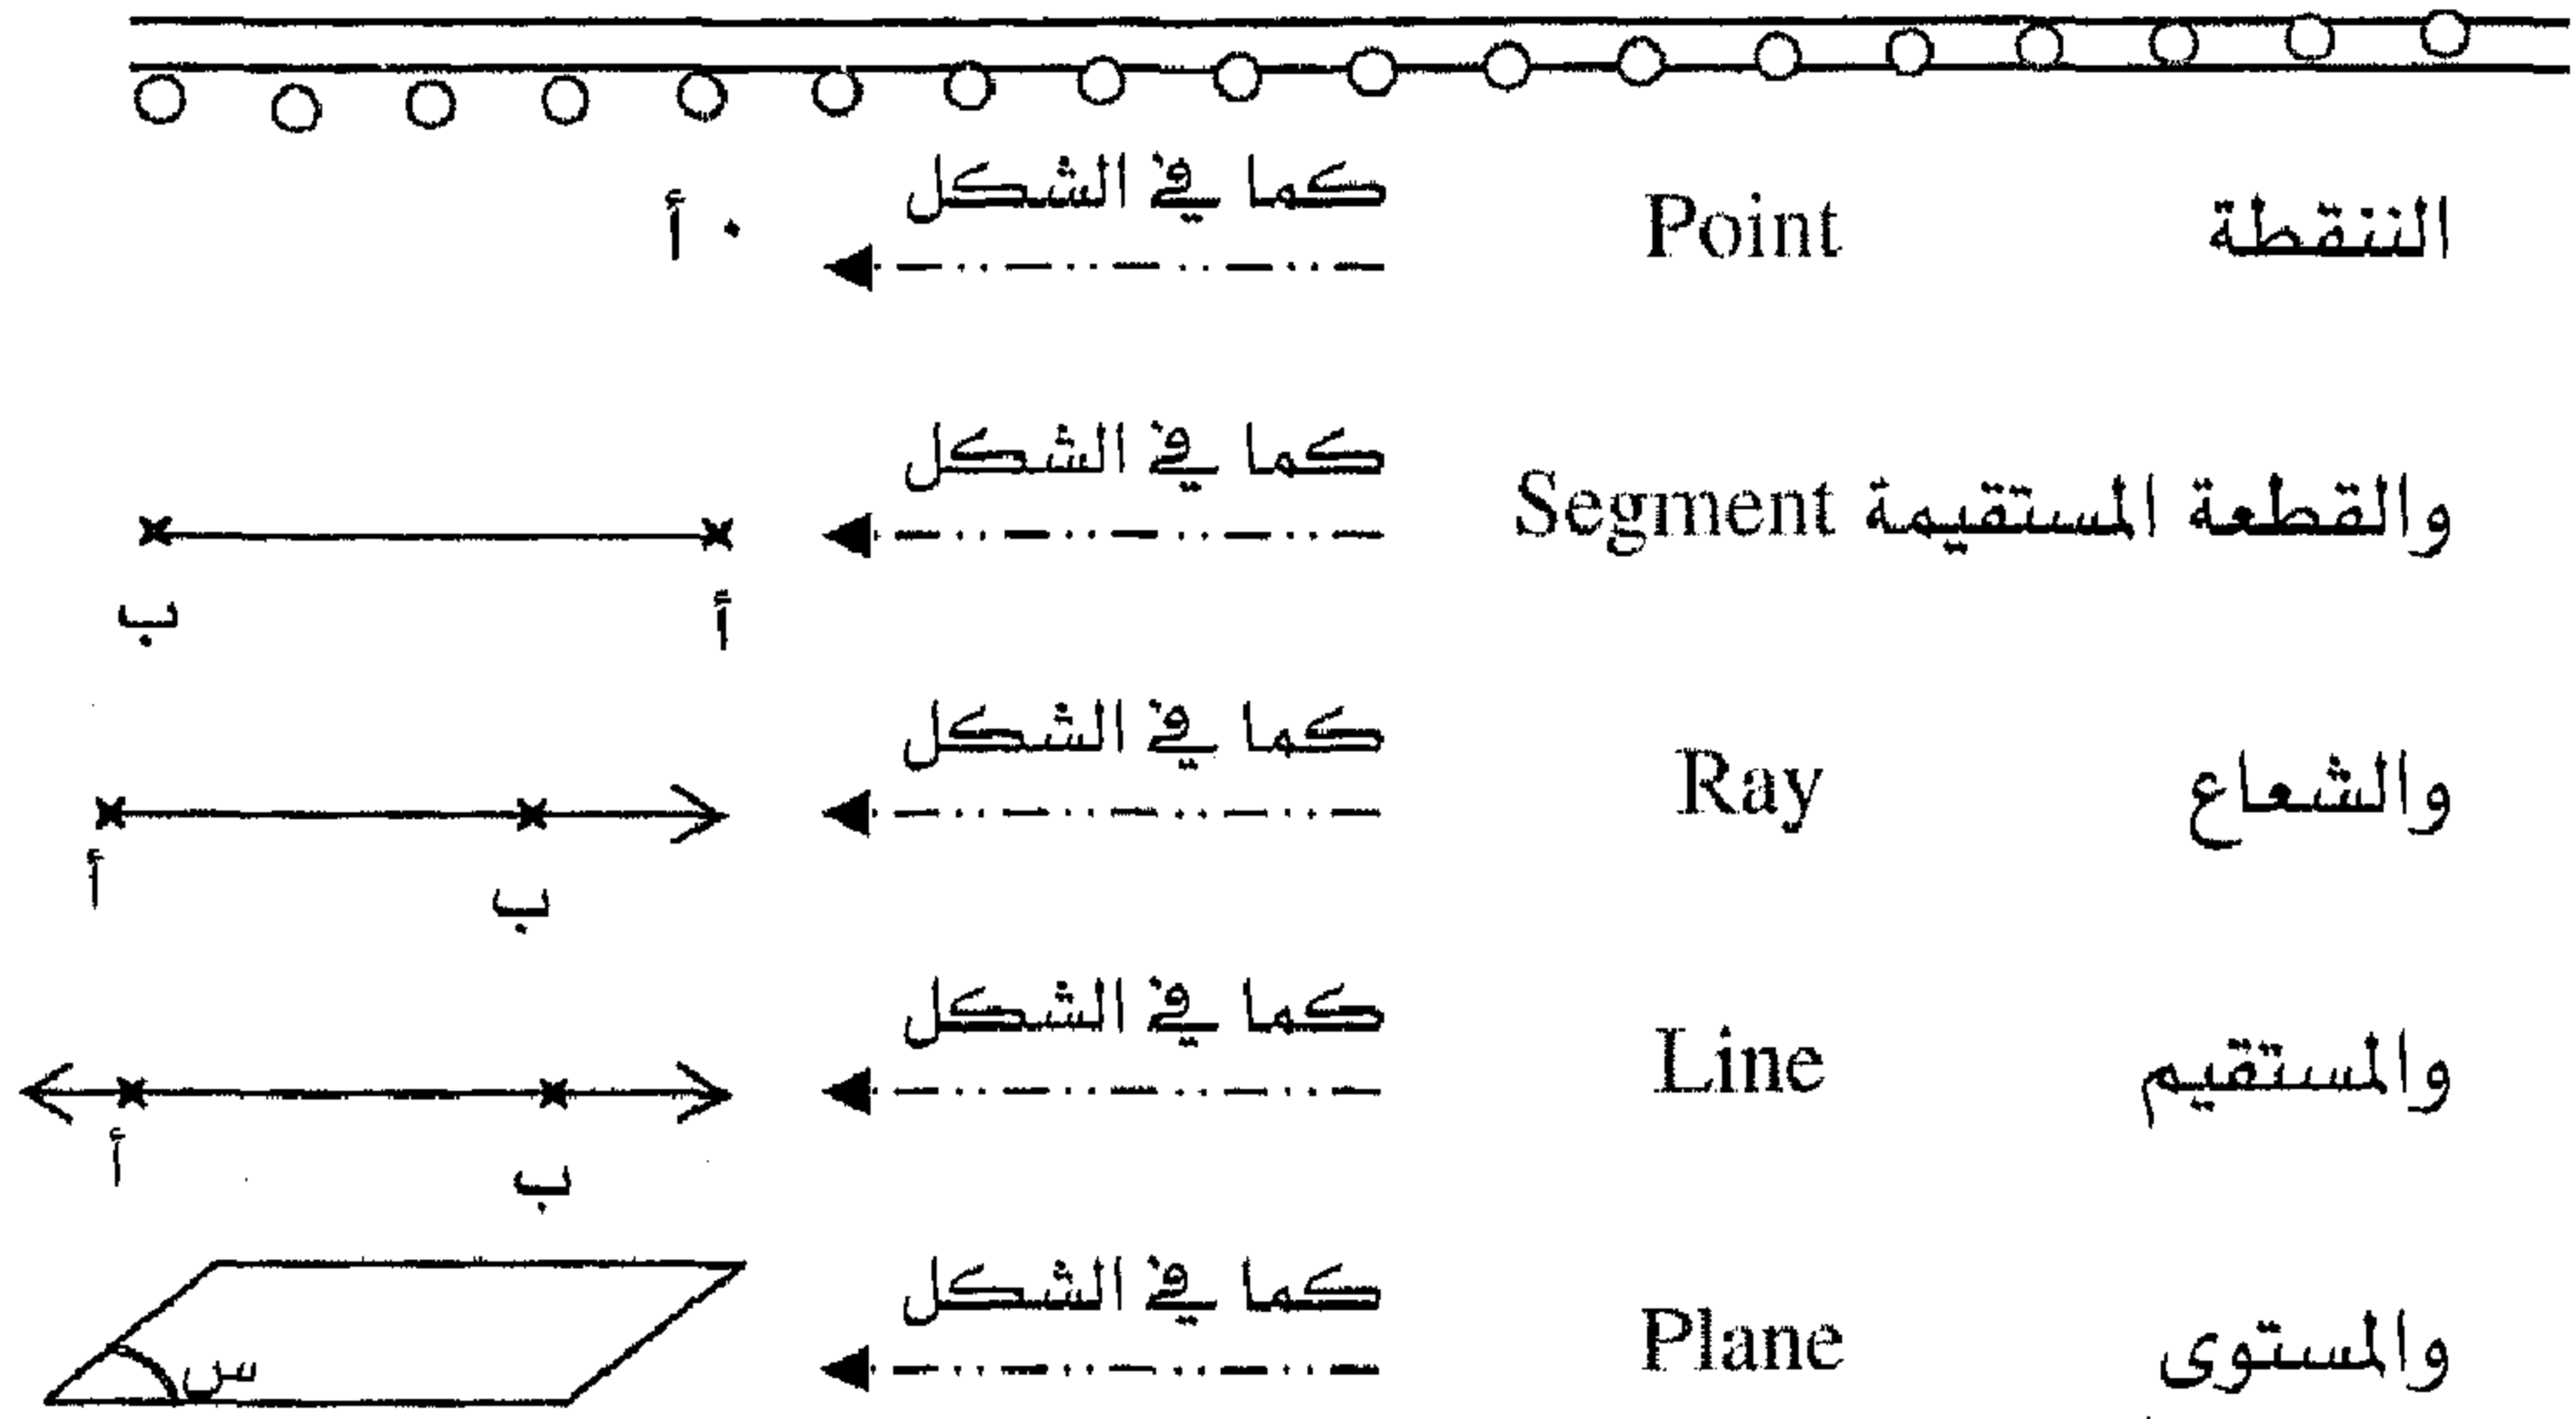 الننقطة Point كما في الشكل أ
والقطعة المستقيمة Segment كما في الشكل
أ ب
والشعاع Ray كما في الشكل
أ ب
والمستقيم Line كما في الشكل
أ ب
والمستوى Plane كما في الشكل س